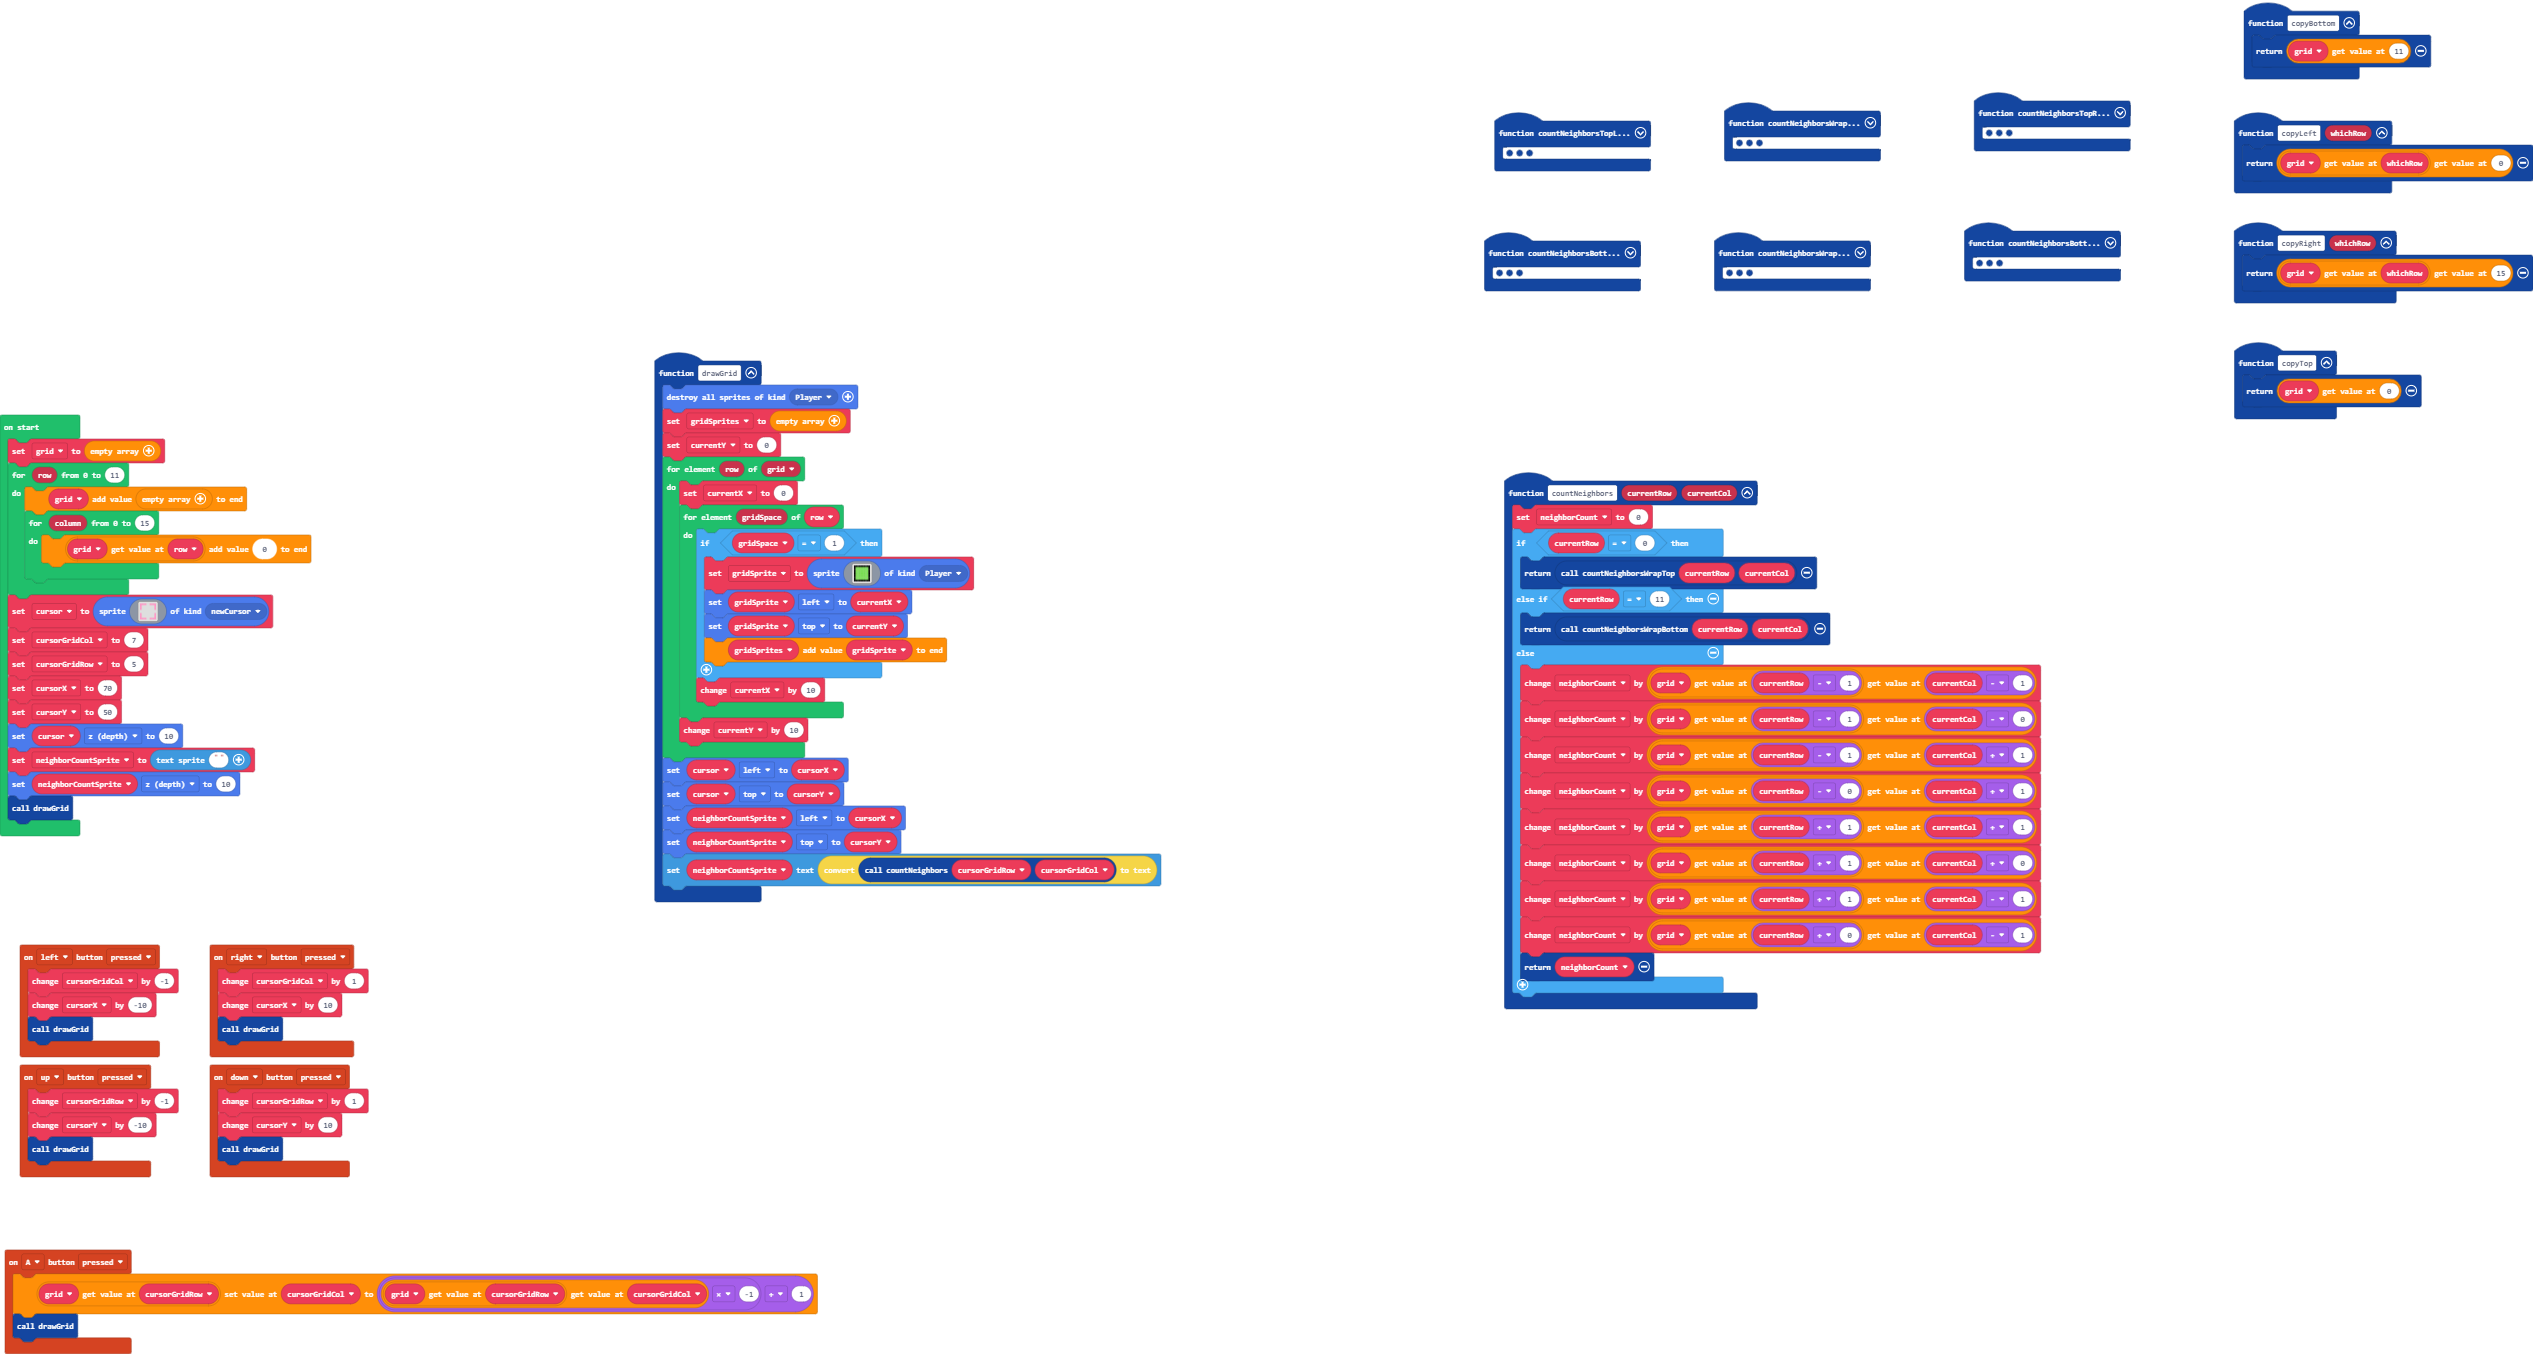 on start
set grid to empty array
for row from 0 to 11
do grid add value empty array to end
for column from 0 to 15
do grid get value at row add value 0 to end
set cursor to sprite of kind newCursor
set cursorGridCol to 7
set cursorGridRow to 5
set cursorX to 70
set cursorY to 50
set cursor z (depth) to 10
set neighborCountSprite to text sprite " "
set neighborCountSprite z (depth) to 10
call drawGrid
on left button pressed
change cursorGridCol by -1
change cursorX by -10
call drawGrid
on right button pressed
change cursorGridCol by 1
change cursorX by 10
call drawGrid
on up button pressed
change cursorGridRow by -1
change cursorY by -10
call drawGrid
on down button pressed
change cursorGridRow by 1
change cursorY by 10
call drawGrid
on A button pressed
grid get value at cursorGridRow set value at cursorGridCol to grid get value at cursorGridRow get value at cursorGridCol × -1 + 1
call drawGrid
function drawGrid
destroy all sprites of kind Player
set gridSprites to empty array
set currentY to 0
for element row of grid
do set currentX to 0
for element gridSpace of row
do if gridSpace = 1 then
set gridSprite to sprite of kind Player
set gridSprite left to currentX
set gridSprite top to currentY
gridSprites add value gridSprite to end
change currentX by 10
change currentY by 10
set cursor left to cursorX
set cursor top to cursorY
set neighborCountSprite left to cursorX
set neighborCountSprite top to cursorY
set neighborCountSprite text convert call countNeighbors cursorGridRow cursorGridCol to text
function countNeighborsTopL...
function countNeighborsWrap...
function countNeighborsTopR...
function countNeighborsBott...
function countNeighborsWrap...
function countNeighborsBott...
function countNeighbors currentRow currentCol
set neighborCount to 0
if currentRow = 0 then
return call countNeighborsWrapTop currentRow currentCol
else if currentRow = 11 then
return call countNeighborsWrapBottom currentRow currentCol
else
change neighborCount by grid get value at currentRow - 1 get value at currentCol - 1
change neighborCount by grid get value at currentRow - 1 get value at currentCol - 0
change neighborCount by grid get value at currentRow - 1 get value at currentCol + 1
change neighborCount by grid get value at currentRow - 0 get value at currentCol + 1
change neighborCount by grid get value at currentRow + 1 get value at currentCol + 1
change neighborCount by grid get value at currentRow + 1 get value at currentCol + 0
change neighborCount by grid get value at currentRow + 1 get value at currentCol - 1
change neighborCount by grid get value at currentRow + 0 get value at currentCol - 1
return neighborCount
function copyBottom
return grid get value at 11
function copyLeft whichRow
return grid get value at whichRow get value at 0
function copyRight whichRow
return grid get value at whichRow get value at 15
function copyTop
return grid get value at 0